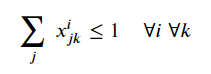 ∑_j x^i_{jk} ≤ 1 ∀i ∀k